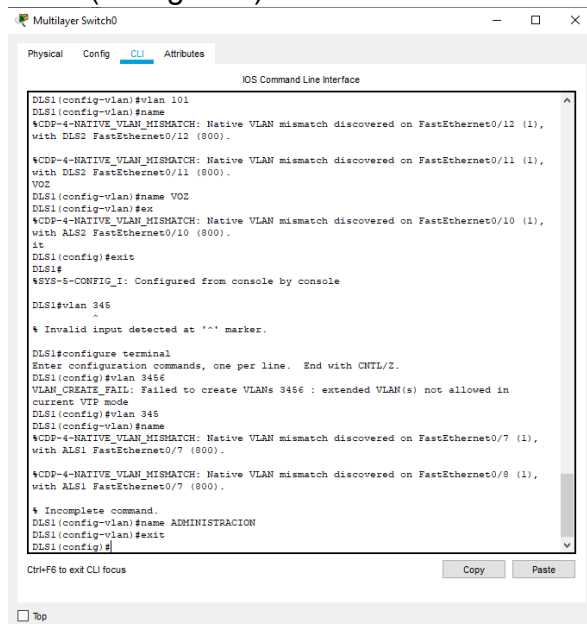 Multilayer Switch0
Physical Config CLI Attributes
IOS Command Line Interface
DLS1(config-vlan)#vlan 101
DLS1(config-vlan)#name
%CDP-4-NATIVE_VLAN_MISMATCH: Native VLAN mismatch discovered on FastEthernet0/12 (1),
with DLS2 FastEthernet0/12 (800).
%CDP-4-NATIVE_VLAN_MISMATCH: Native VLAN mismatch discovered on FastEthernet0/11 (1),
with DLS2 FastEthernet0/11 (800).
VOZ
DLS1(config-vlan)#name VOZ
DLS1(config-vlan)#ex
%CDP-4-NATIVE_VLAN_MISMATCH: Native VLAN mismatch discovered on FastEthernet0/10 (1),
with ALS2 FastEthernet0/10 (800).
it
DLS1(config)#exit
DLS1#
%SYS-5-CONFIG_I: Configured from console by console
DLS1#vlan 345
^
% Invalid input detected at '^' marker.
DLS1#configure terminal
Enter configuration commands, one per line. End with CNTL/Z.
DLS1(config)#vlan 3456
VLAN_CREATE_FAIL: Failed to create VLANs 3456 : extended VLAN(s) not allowed in
current VTP mode
DLS1(config)#vlan 345
DLS1(config-vlan)#name
%CDP-4-NATIVE_VLAN_MISMATCH: Native VLAN mismatch discovered on FastEthernet0/7 (1),
with ALS1 FastEthernet0/7 (800).
%CDP-4-NATIVE_VLAN_MISMATCH: Native VLAN mismatch discovered on FastEthernet0/8 (1),
with ALS1 FastEthernet0/7 (800).
% Incomplete command.
DLS1(config-vlan)#name ADMINISTRACION
DLS1(config-vlan)#exit
DLS1(config)#
Ctrl+F6 to exit CLI focus Copy Paste
Top